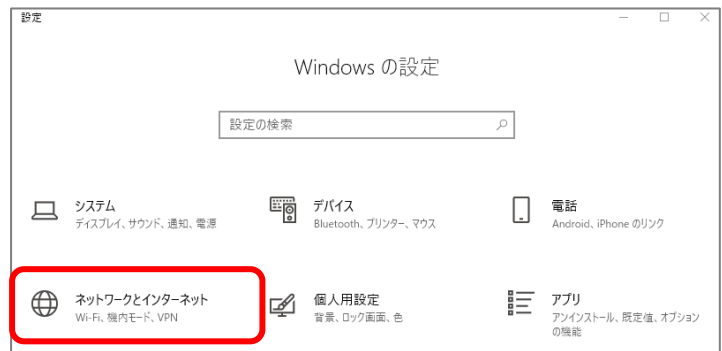 設定
Windows の設定
設定の検索
システム
ディスプレイ、サウンド、通知、電源
デバイス
Bluetooth、プリンター、マウス
電話
Android、iPhone のリンク
ネットワークとインターネット
Wi-Fi、機内モード、VPN
個人用設定
背景、ロック画面、色
アプリ
アンインストール、既定値、オプション
の機能